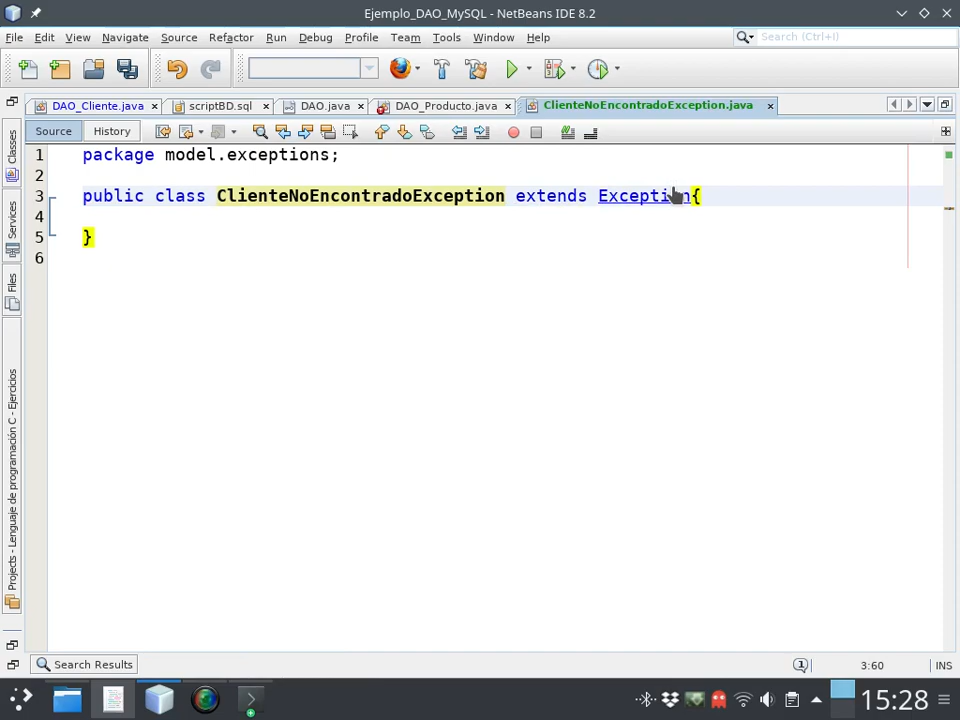 Ejemplo_DAO_MySQL - NetBeans IDE 8.2
File Edit View Navigate Source Refactor Run Debug Profile Team Tools Window Help
Search (Ctrl+I)
DAO_Cliente.java scriptBD.sql DAO.java DAO_Producto.java ClienteNoEncontradoException.java
Source History
Classes
Services
Files
Projects - Lenguaje de programación C - Ejercicios
1 package model.exceptions;
2
3 public class ClienteNoEncontradoException extends Exception{
4
5 }
6
Search Results
1
3:60
INS
15:28